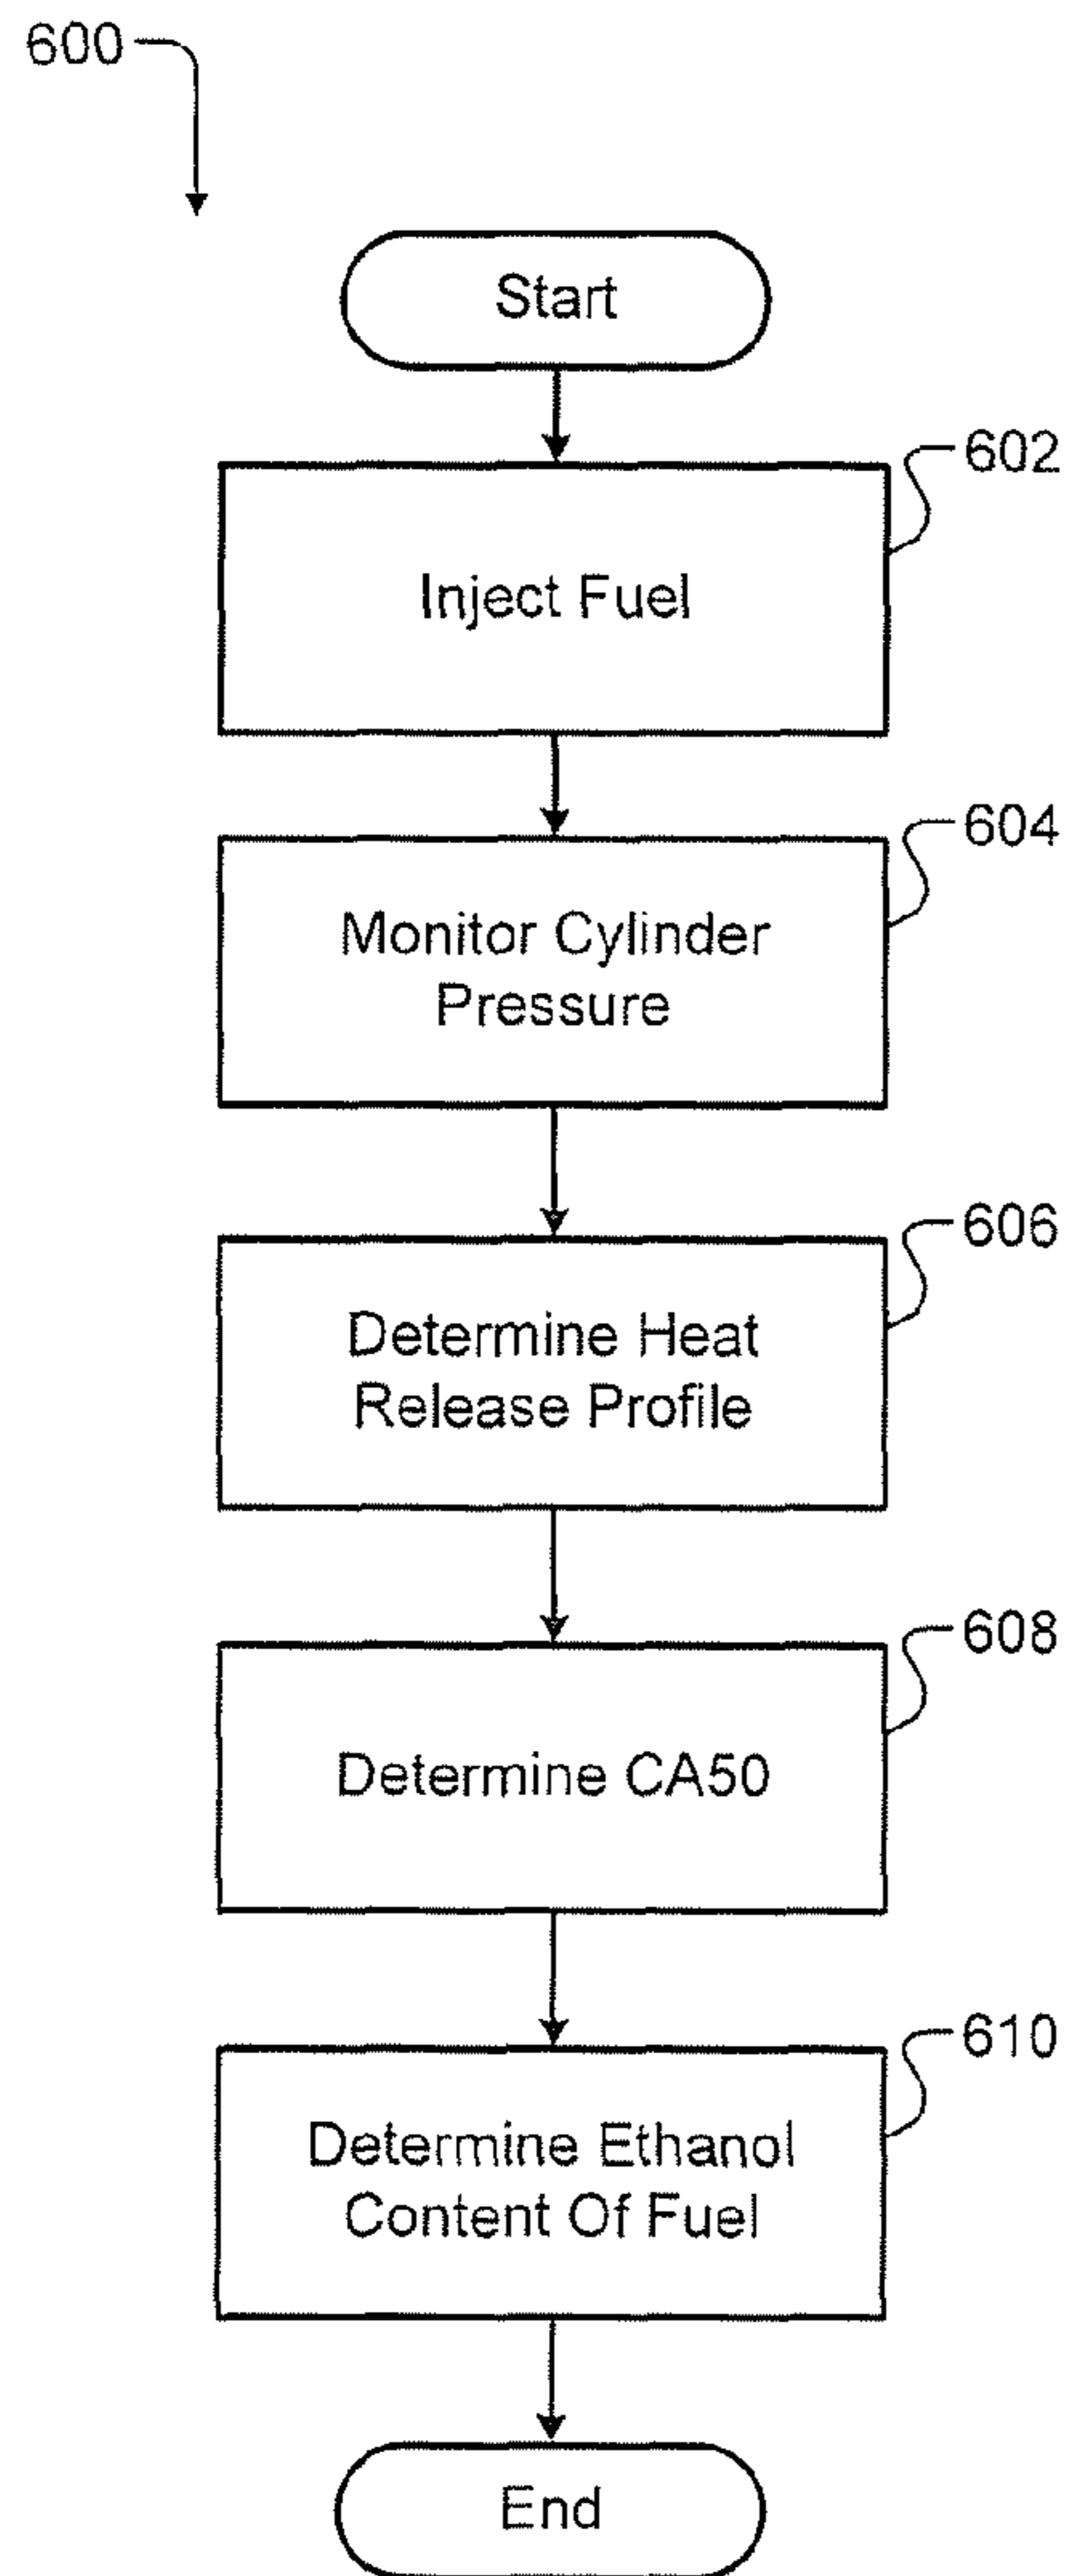 600
Start
602
Inject Fuel
604
Monitor Cylinder
Pressure
606
Determine Heat
Release Profile
608
Determine CA50
610
Determine Ethanol
Content Of Fuel
End